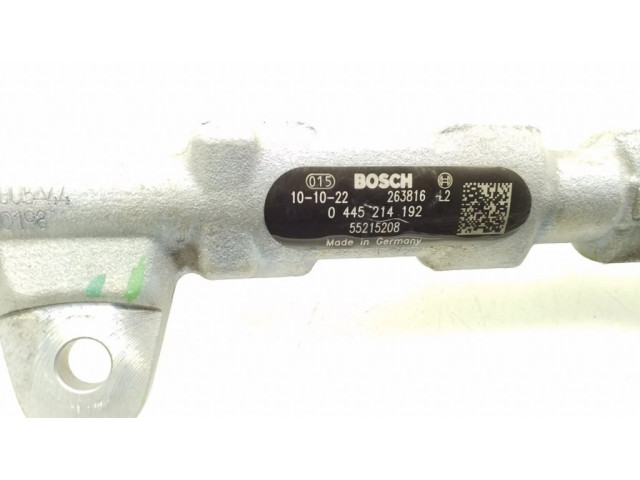 015 BOSCH
10-10-22 263816 -L2
0 445 214 192
55215208
Made in Germany